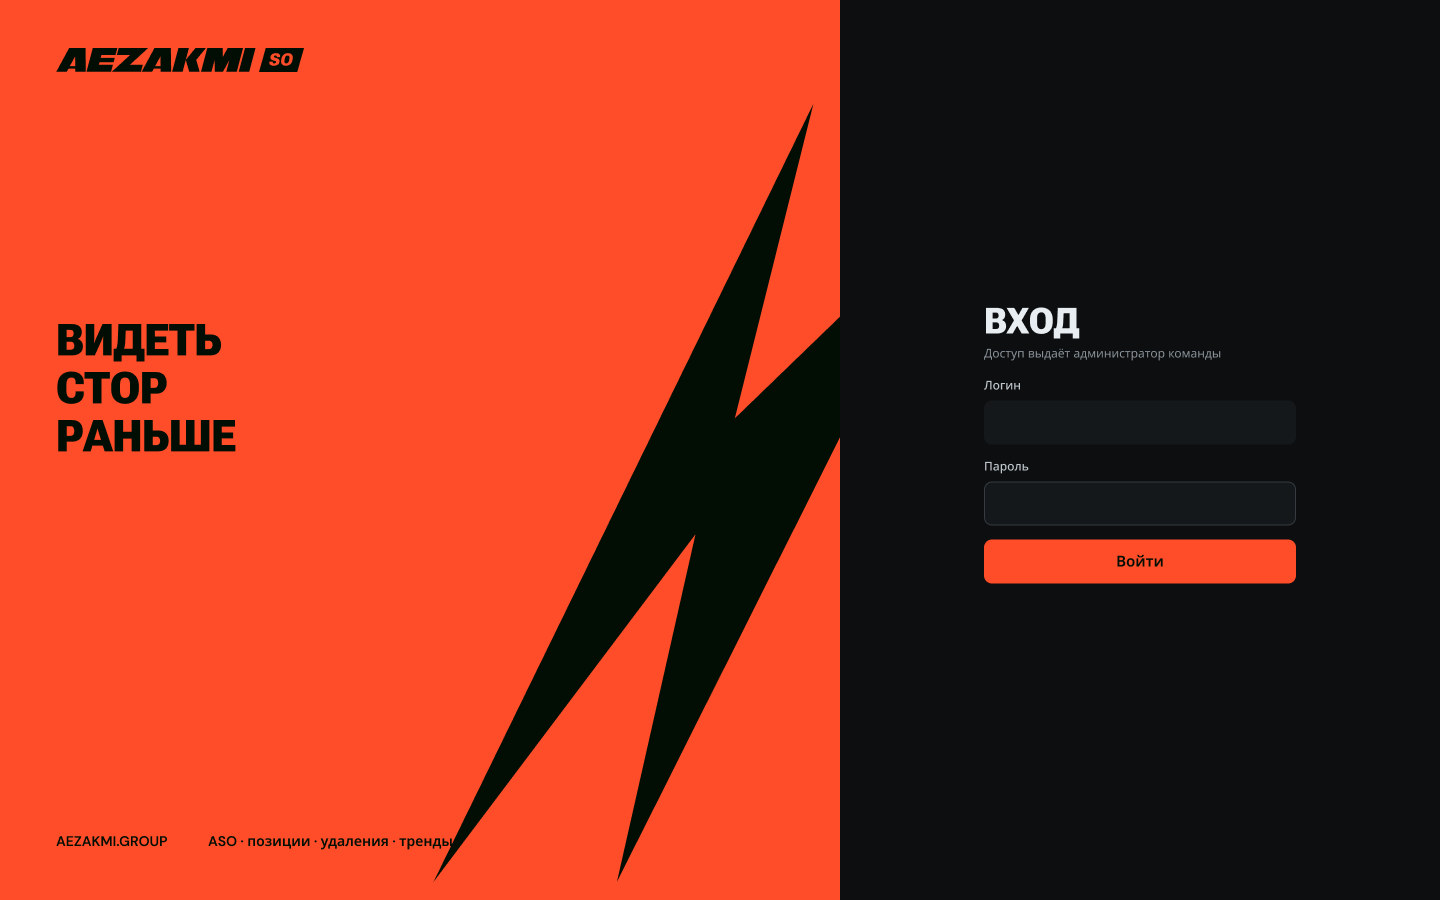 AEZAKMI SO
ВИДЕТЬ
СТОР
РАНЬШЕ
AEZAKMI.GROUP
ASO · позиции · удаления · тренды
ВХОД
Доступ выдаёт администратор команды
Логин
Пароль
Войти